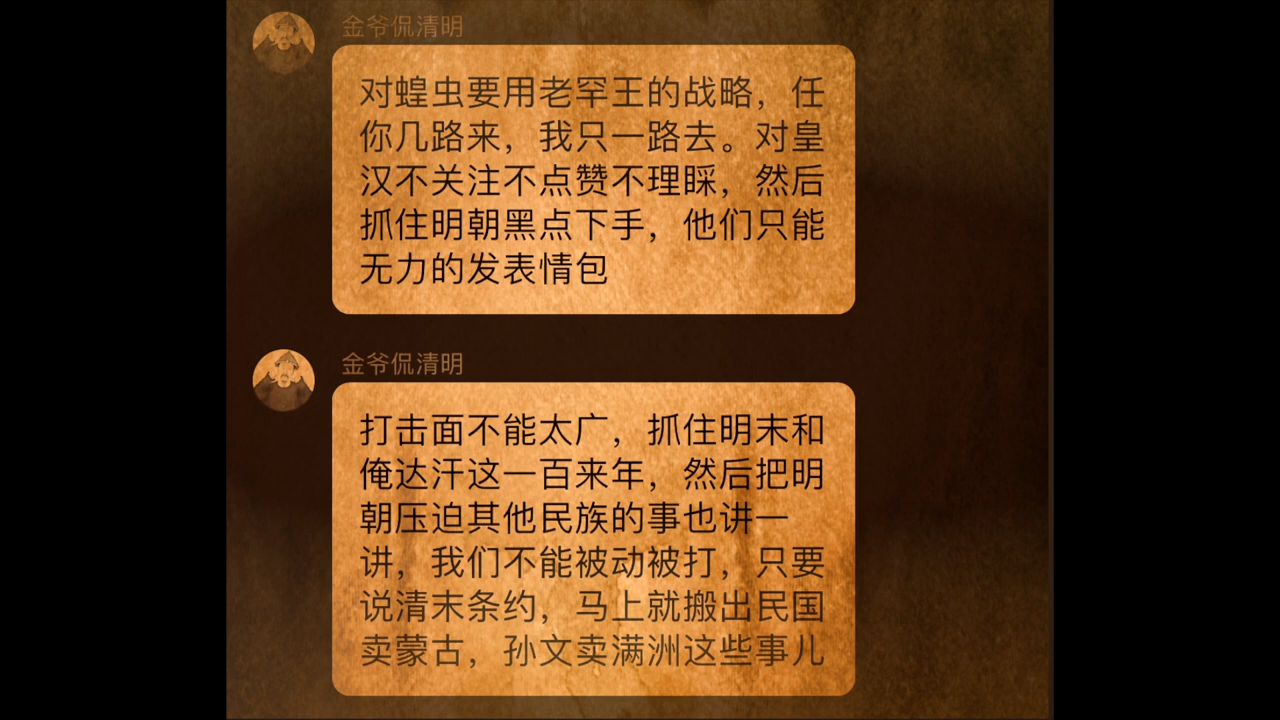 金爷侃清明
对蝗虫要用老罕王的战略，任
你几路来，我只一路去。对皇
汉不关注不点赞不理睬，然后
抓住明朝黑点下手，他们只能
无力的发表情包
金爷侃清明
打击面不能太广，抓住明末和
俺达汗这一百来年，然后把明
朝压迫其他民族的事也讲一
讲，我们不能被动被打，只要
说清末条约，马上就搬出民国
卖蒙古，孙文卖满洲这些事儿